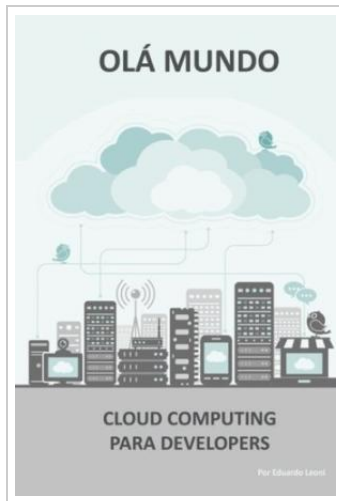 OLÁ MUNDO
CLOUD COMPUTING
PARA DEVELOPERS
Por Eduardo Leoni